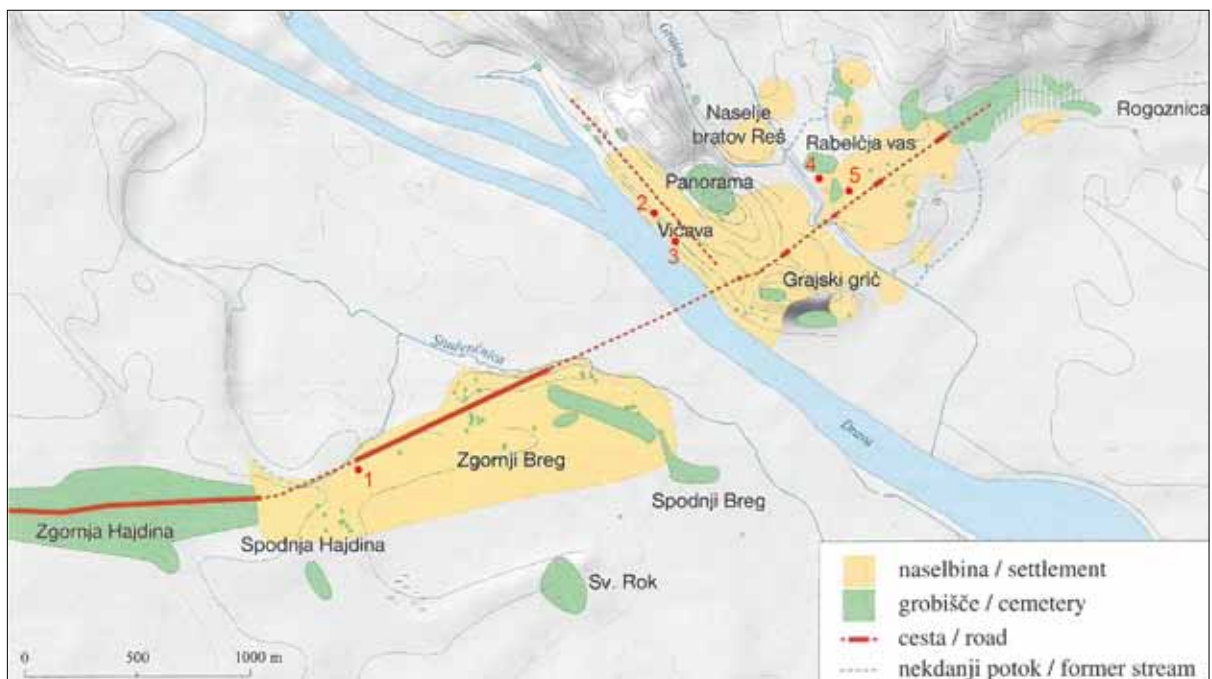 Grajena
Naselje
bratov Reš
Rogoznica
Rabelčja vas
4
5
Panorama
2
Vičava
3
Grajski grič
Studenčnica
Drava
Zgornji Breg
1
Spodnji Breg
Zgornja Hajdina
Spodnja Hajdina
Sv. Rok
naselbina / settlement
grobišče / cemetery
cesta / road
nekdanji potok / former stream
0 500 1000 m